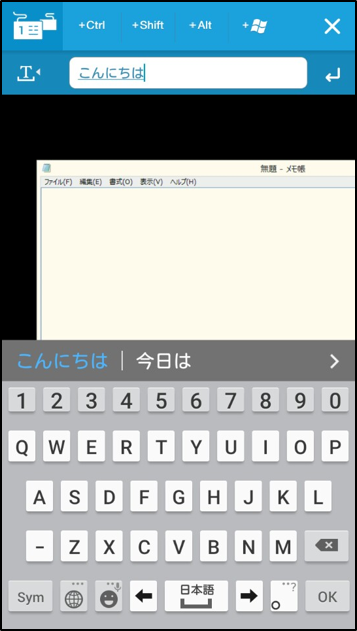 1 +Ctrl +Shift +Alt +
T こんにちは
無題 - メモ帳
ファイル(F) 編集(E) 書式(O) 表示(V) ヘルプ(H)
こんにちは 今日は
1 2 3 4 5 6 7 8 9 0
Q W E R T Y U I O P
A S D F G H J K L
- Z X C V B N M
Sym 日本語 。 ? OK